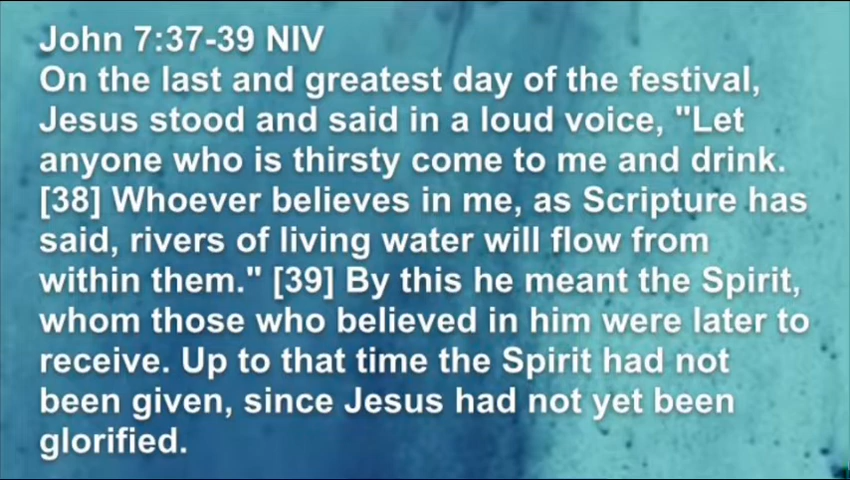 John 7:37-39 NIV
On the last and greatest day of the festival,
Jesus stood and said in a loud voice, "Let
anyone who is thirsty come to me and drink.
[38] Whoever believes in me, as Scripture has
said, rivers of living water will flow from
within them." [39] By this he meant the Spirit,
whom those who believed in him were later to
receive. Up to that time the Spirit had not
been given, since Jesus had not yet been
glorified.